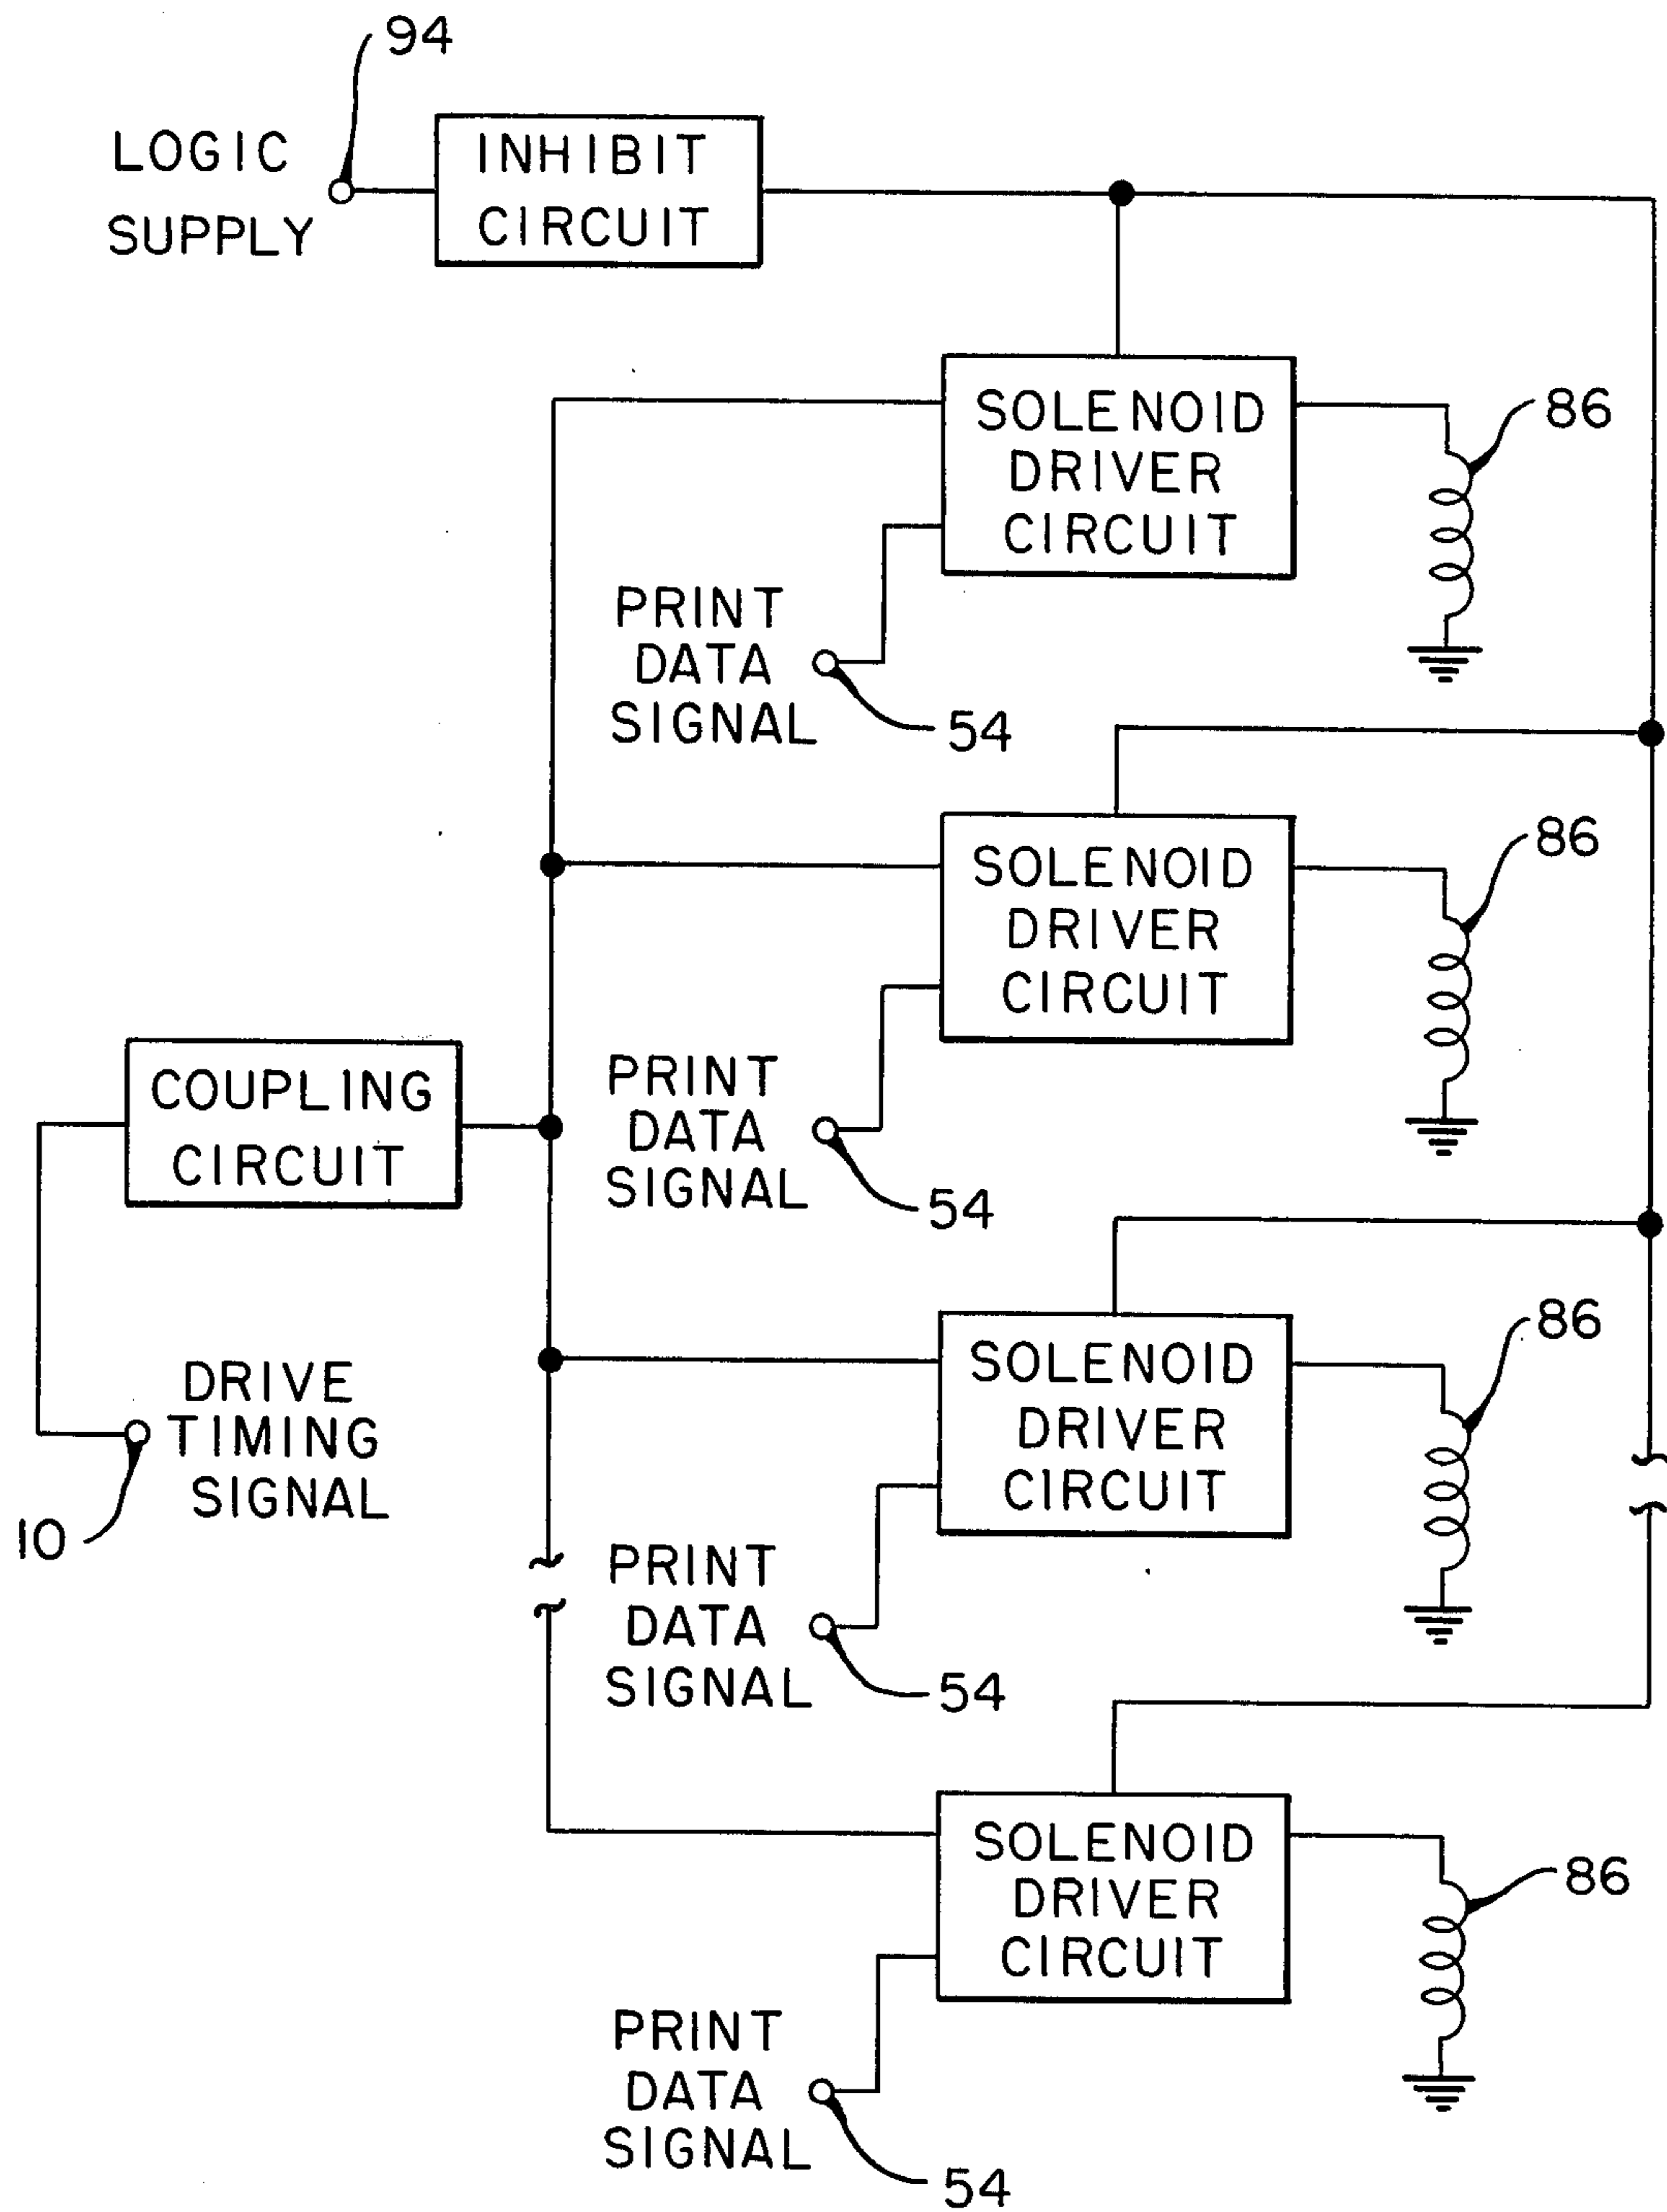 94
LOGIC
SUPPLY
INHIBIT
CIRCUIT
SOLENOID
DRIVER
CIRCUIT
86
PRINT
DATA
SIGNAL
54
SOLENOID
DRIVER
CIRCUIT
86
COUPLING
CIRCUIT
PRINT
DATA
SIGNAL
54
DRIVE
TIMING
SIGNAL
10
SOLENOID
DRIVER
CIRCUIT
86
PRINT
DATA
SIGNAL
54
SOLENOID
DRIVER
CIRCUIT
86
PRINT
DATA
SIGNAL
54